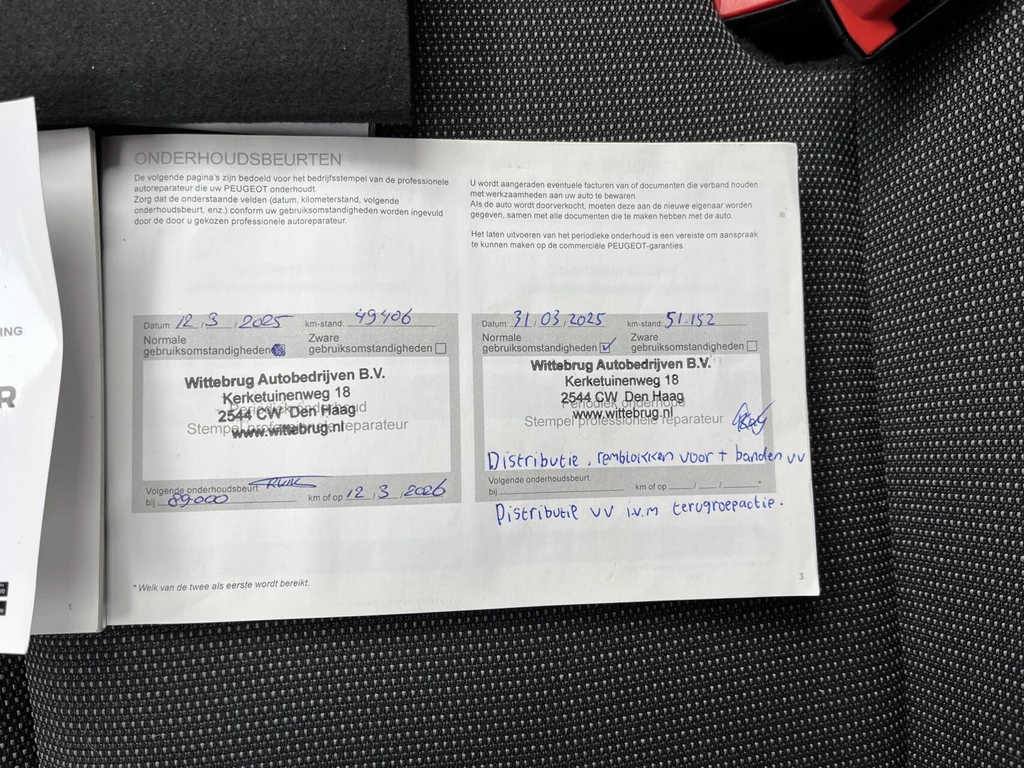 ING
R
1
ONDERHOUDSBEURTEN
De volgende pagina's zijn bedoeld voor het bedrijfsstempel van de professionele
autoreparateur die uw PEUGEOT onderhoudt.
Zorg dat de onderstaande velden (datum, kilometerstand, volgende
onderhoudsbeurt, enz.) conform uw gebruiksomstandigheden worden ingevuld
door de door u gekozen professionele autoreparateur.
Datum: 12 / 3 / 2025 km-stand: 49406
Normale gebruiksomstandigheden
Zware gebruiksomstandigheden
Wittebrug Autobedrijven B.V.
Kerketuinenweg 18
Periodiek onderhoud
2544 CW Den Haag
Stempel professionele reparateur
www.wittebrug.nl
Volgende onderhoudsbeurt
bij 89000 km of op 12 / 3 / 2026
* Welk van de twee als eerste wordt bereikt.
U wordt aangeraden eventuele facturen van of documenten die verband houden
met werkzaamheden aan uw auto te bewaren.
Als de auto wordt doorverkocht, moeten deze aan de nieuwe eigenaar worden
gegeven, samen met alle documenten die te maken hebben met de auto.
Het laten uitvoeren van het periodieke onderhoud is een vereiste om aanspraak
te kunnen maken op de commerciële PEUGEOT-garanties.
Datum: 31 / 03 / 2025 km-stand: 51.152
Normale gebruiksomstandigheden
Zware gebruiksomstandigheden
Wittebrug Autobedrijven B.V.
Kerketuinenweg 18
2544 CW Den Haag
Periodiek onderhoud
www.wittebrug.nl
Stempel professionele reparateur
Distributie, remblokken voor + banden vv
Volgende onderhoudsbeurt
bij km of op / / *
Distributie vv i.v.m terugroepactie.
3